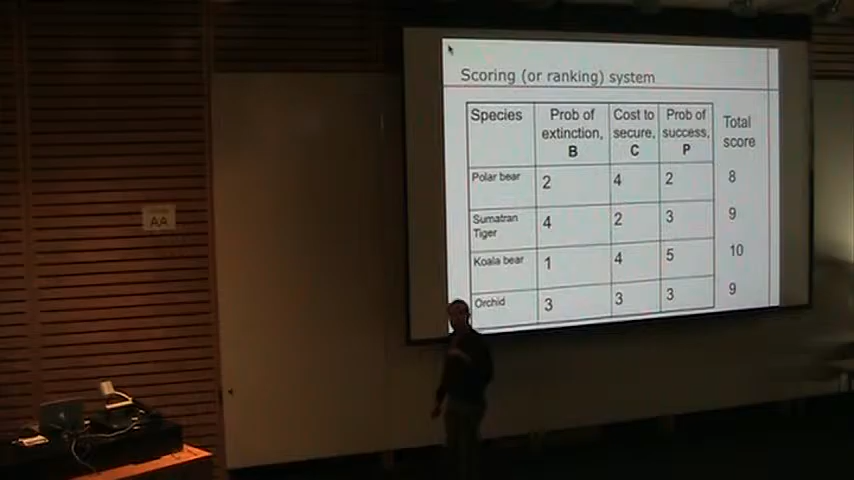 Scoring (or ranking) system
Species
Prob of
extinction,
B
Cost to
secure,
C
Prob of
success,
P
Total
score
Polar bear 2 4 2 8
Sumatran
Tiger 4 2 3 9
Koala bear 1 4 5 10
Orchid 3 3 3 9
AA